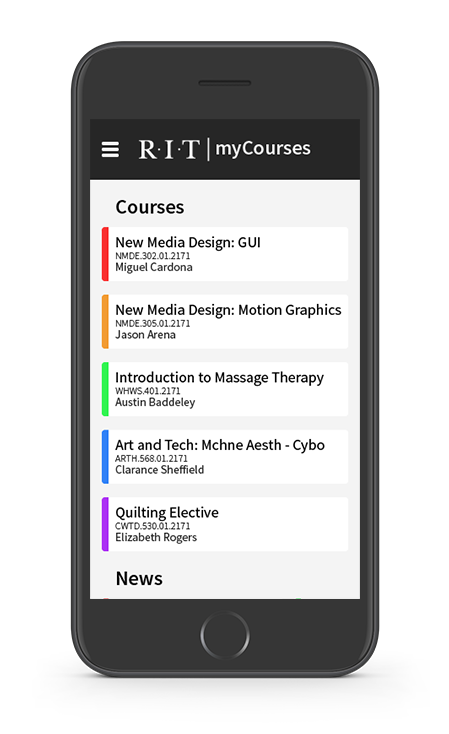 R·I·T | myCourses
Courses
New Media Design: GUI
NMDE.302.01.2171
Miguel Cardona
New Media Design: Motion Graphics
NMDE.305.01.2171
Jason Arena
Introduction to Massage Therapy
WHWS.401.2171
Austin Baddeley
Art and Tech: Mchne Aesth - Cybo
ARTH.568.01.2171
Clarance Sheffield
Quilting Elective
CWTD.530.01.2171
Elizabeth Rogers
News